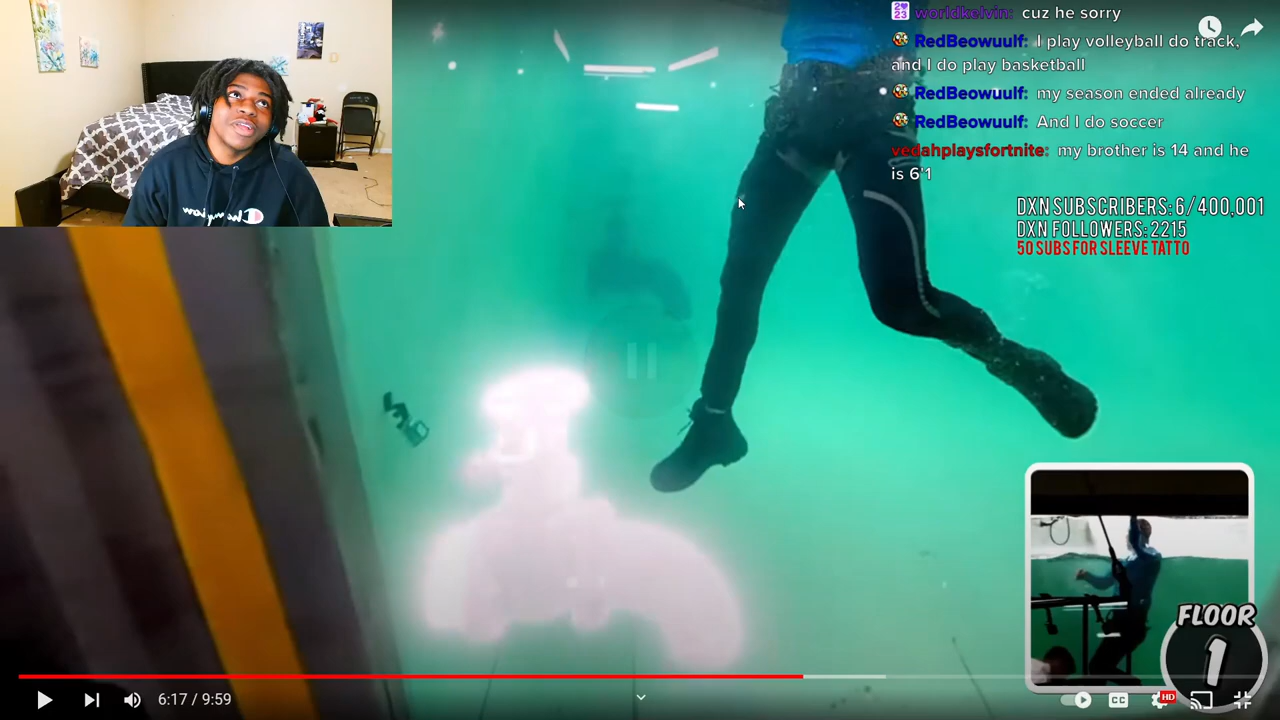 worldkelvin: cuz he sorry
RedBeowuulf: I play volleyball do track,
and I do play basketball
RedBeowuulf: my season ended already
RedBeowuulf: And I do soccer
vedahplaysfortnite: my brother is 14 and he
is 6'1
DXN SUBSCRIBERS: 6/400,001
DXN FOLLOWERS: 2215
50 SUBS FOR SLEEVE TATTO
FLOOR
1
6:17 / 9:59
CC
HD